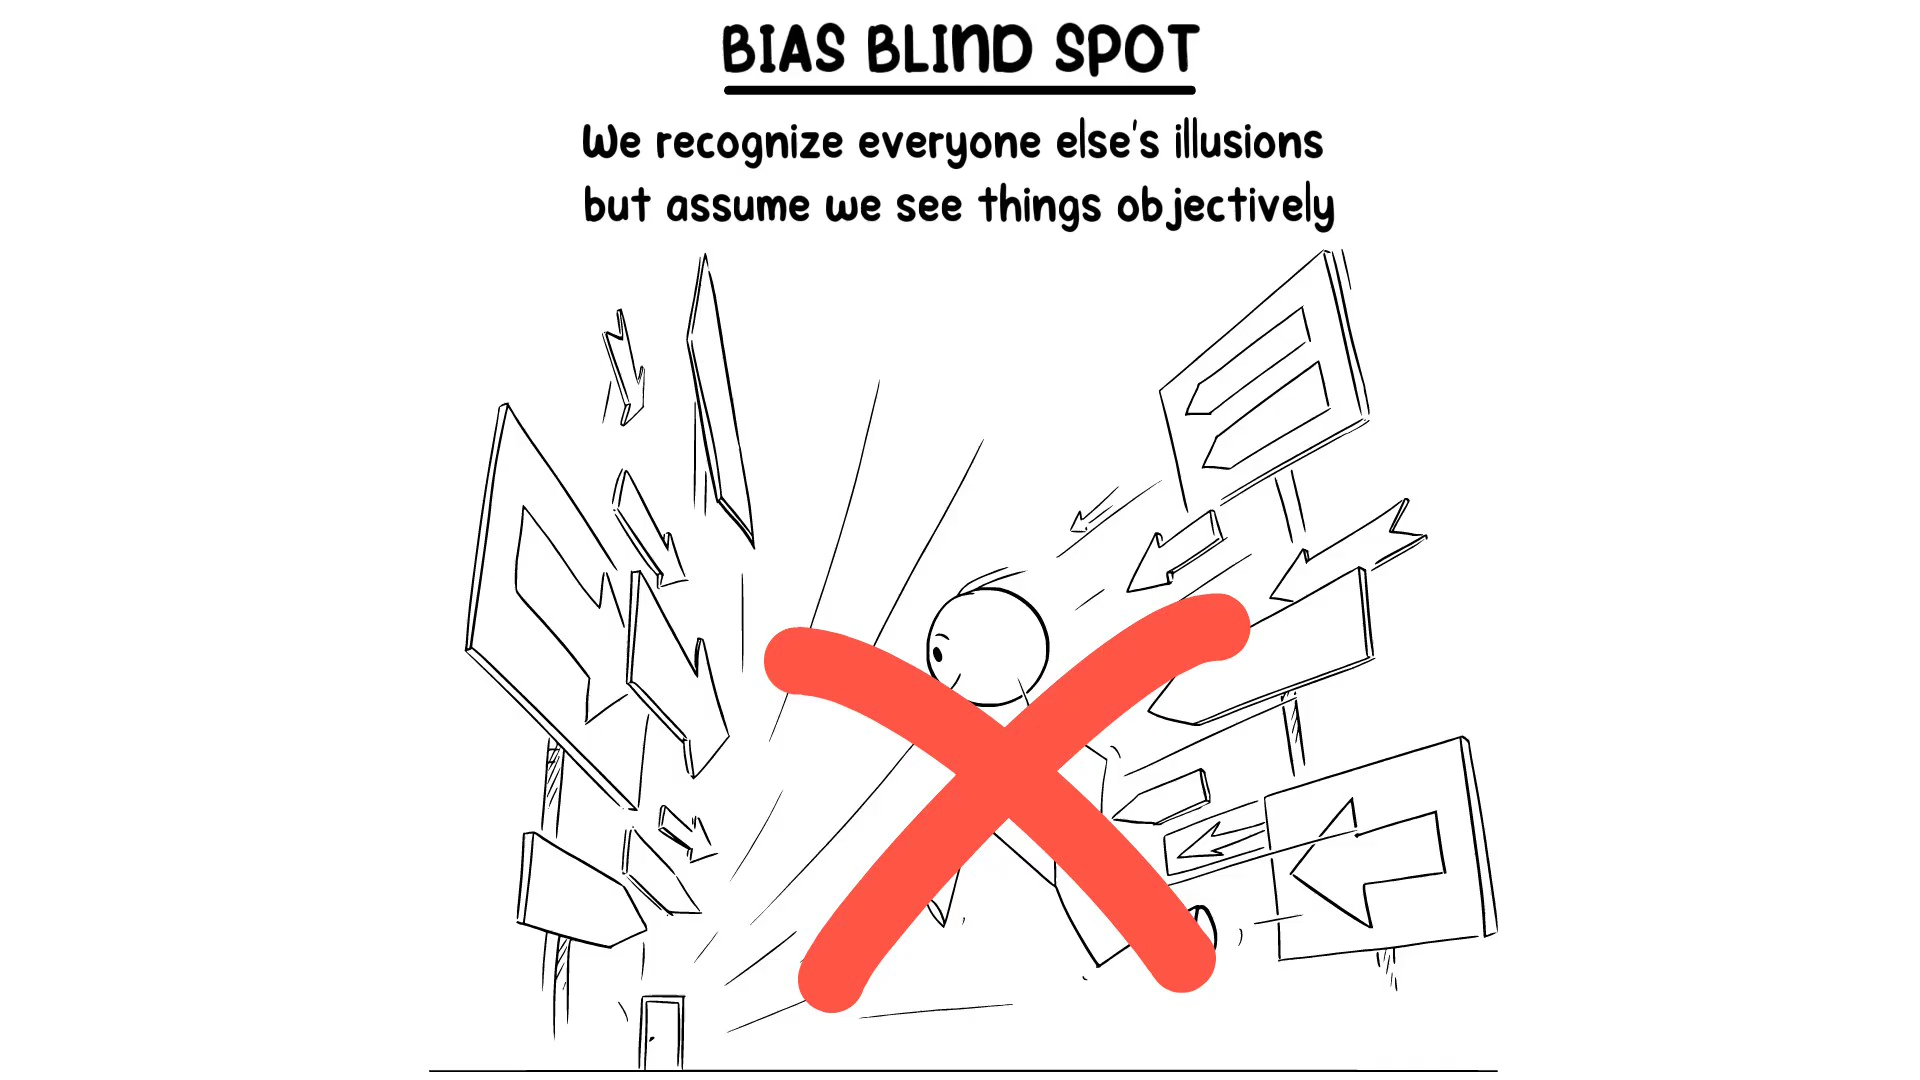 BIAS BLIND SPOT
We recognize everyone else's illusions
but assume we see things objectively